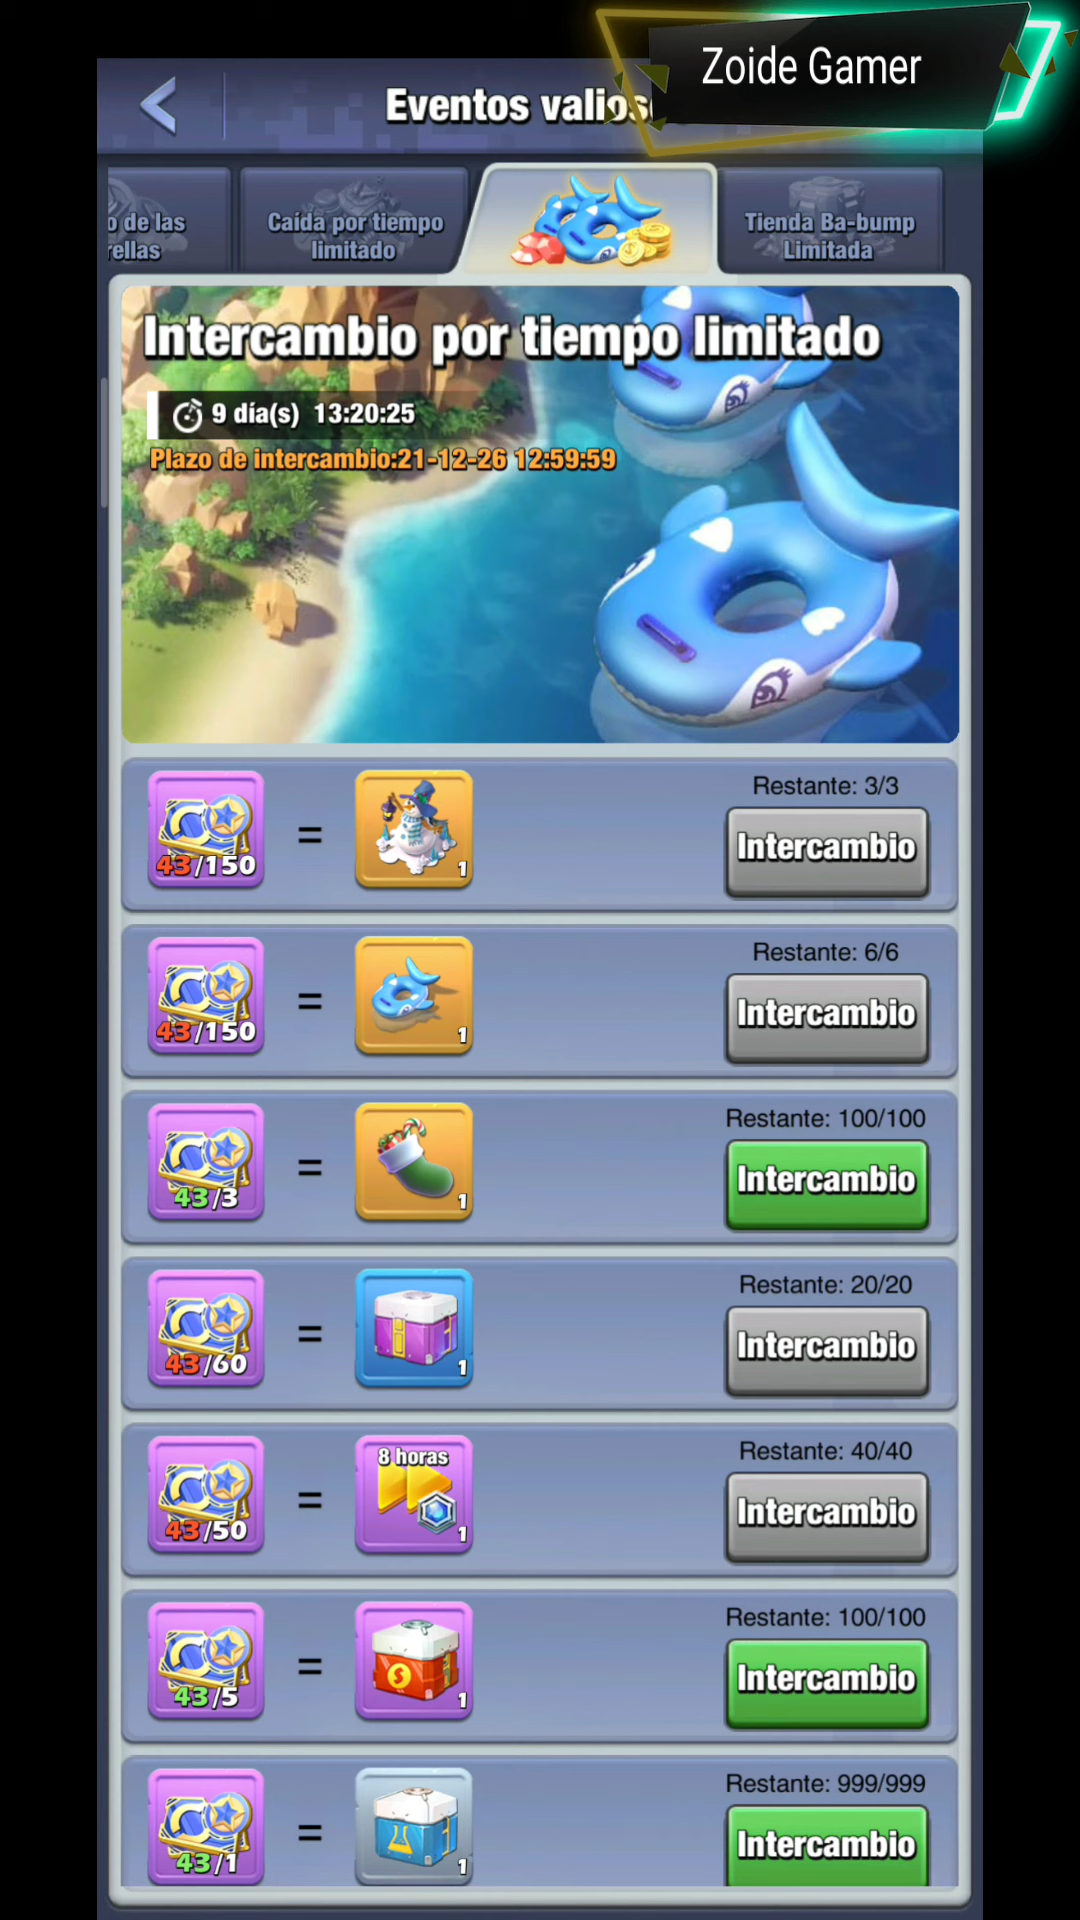 Zoide Gamer
Eventos valios
o de las
rellas
Caída por tiempo
limitado
Tienda Ba-bump
Limitada
Intercambio por tiempo limitado
9 día(s) 13:20:25
Plazo de intercambio:21-12-26 12:59:59
43/150
=
1
Restante: 3/3
Intercambio
43/150
=
1
Restante: 6/6
Intercambio
43/3
=
1
Restante: 100/100
Intercambio
43/60
=
1
Restante: 20/20
Intercambio
43/50
=
8 horas
1
Restante: 40/40
Intercambio
43/5
=
1
Restante: 100/100
Intercambio
43/1
=
1
Restante: 999/999
Intercambio